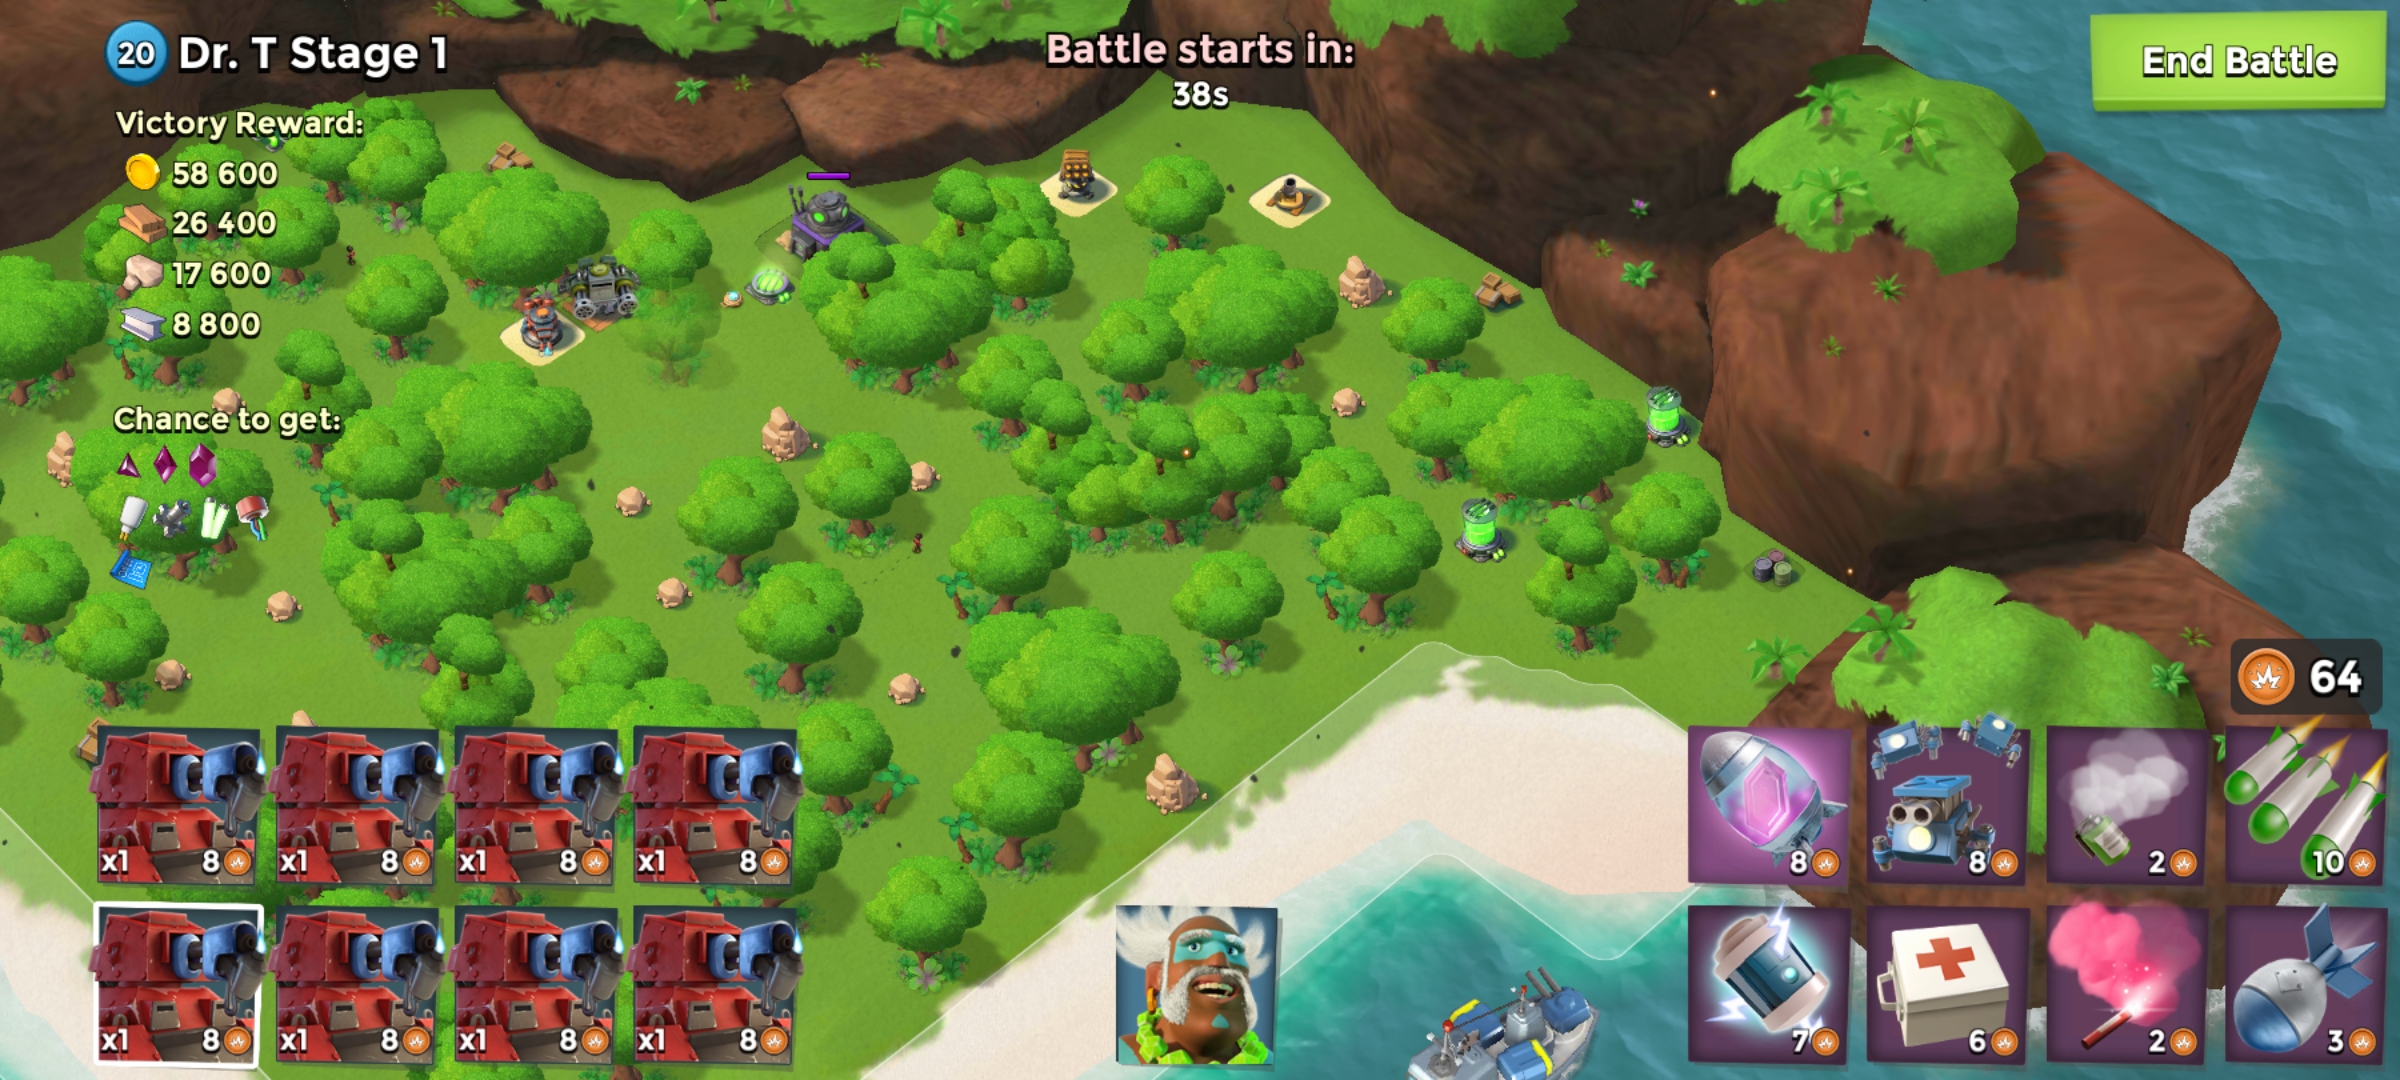 20 Dr. T Stage 1
Battle starts in:
38s
End Battle
Victory Reward:
58 600
26 400
17 600
8 800
Chance to get:
64
x1 8 x1 8 x1 8 x1 8
8 8 2 10
x1 8 x1 8 x1 8 x1 8
7 6 2 3